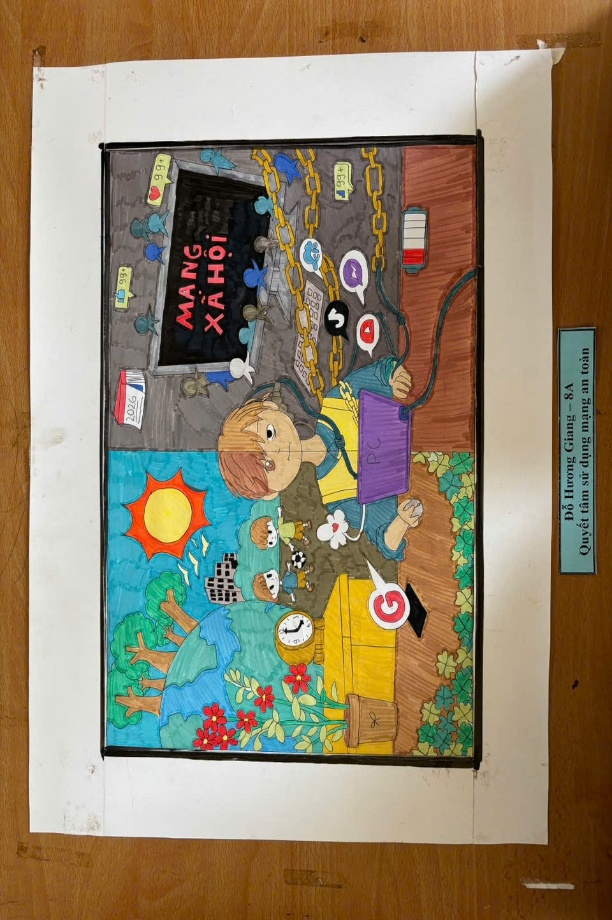 99+
99+
99+
MẠNG
XÃ HỘI
2026
PC
G
Đỗ Hương Giang – 8A
Quyết tâm sử dụng mạng an toàn